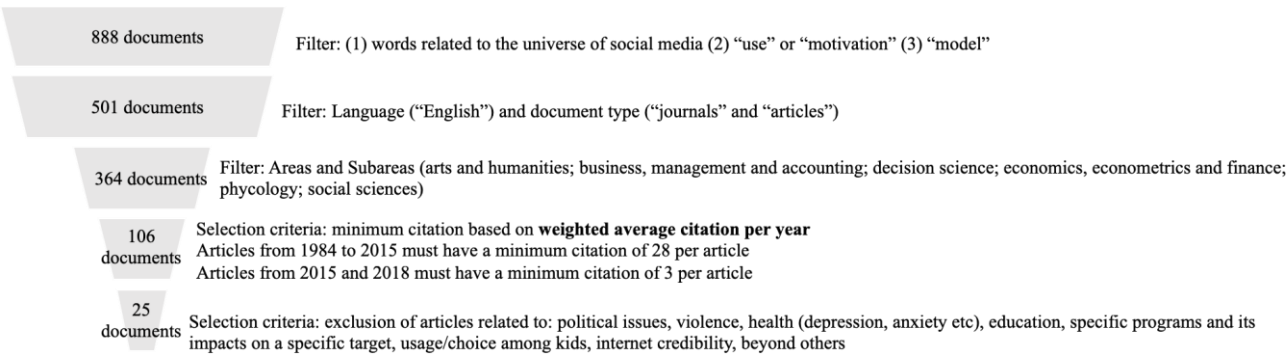 888 documents
Filter: (1) words related to the universe of social media (2) “use” or “motivation” (3) “model”
501 documents
Filter: Language (“English”) and document type (“journals” and “articles”)
364 documents
Filter: Areas and Subareas (arts and humanities; business, management and accounting; decision science; economics, econometrics and finance;
phycology; social sciences)
106
documents
Selection criteria: minimum citation based on weighted average citation per year
Articles from 1984 to 2015 must have a minimum citation of 28 per article
Articles from 2015 and 2018 must have a minimum citation of 3 per article
25
documents
Selection criteria: exclusion of articles related to: political issues, violence, health (depression, anxiety etc), education, specific programs and its
impacts on a specific target, usage/choice among kids, internet credibility, beyond others